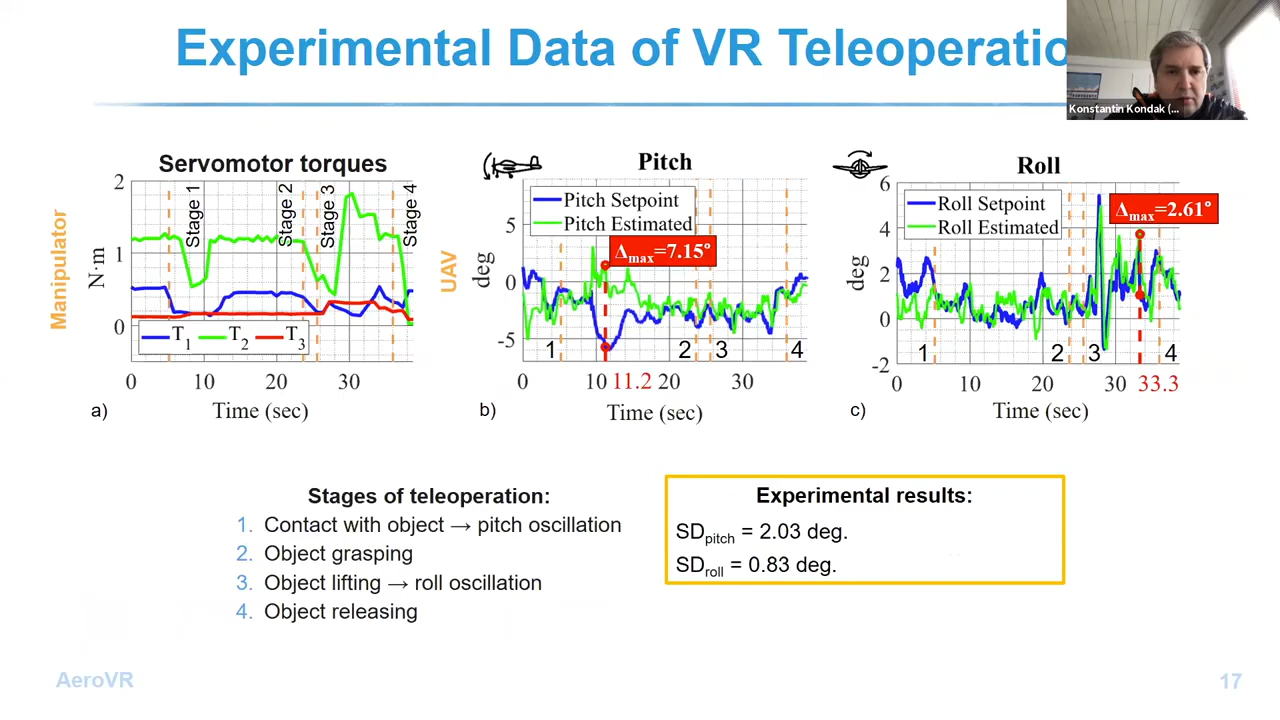 Experimental Data of VR Teleoperatio
Konstantin Kondak (...
Servomotor torques
Manipulator
N·m
2
1
0
Stage 1
Stage 2
Stage 3
Stage 4
T1 T2 T3
0 10 20 30
Time (sec)
a)
UAV
Pitch
deg
5
0
-5
Pitch Setpoint
Pitch Estimated
Δmax=7.15°
1 2 3 4
0 10 11.2 20 30
Time (sec)
b)
Roll
deg
6
4
2
0
-2
Roll Setpoint
Roll Estimated
Δmax=2.61°
1 2 3 4
0 10 20 30 33.3
Time (sec)
c)
Stages of teleoperation:
1. Contact with object → pitch oscillation
2. Object grasping
3. Object lifting → roll oscillation
4. Object releasing
Experimental results:
SDpitch = 2.03 deg.
SDroll = 0.83 deg.
AeroVR
17